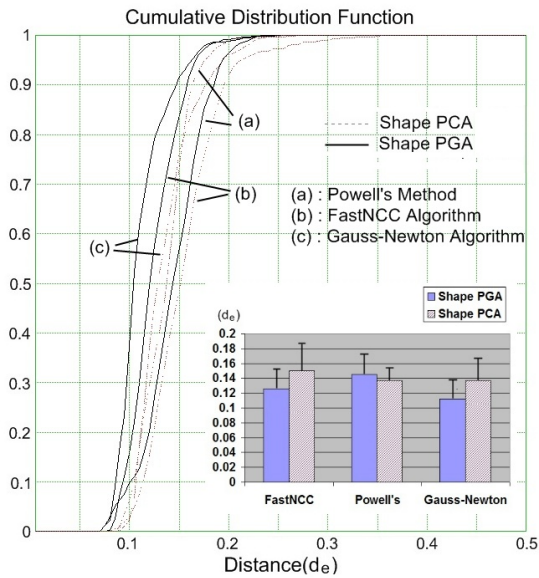 Cumulative Distribution Function
1
0.9
0.8
0.7
0.6
0.5
0.4
0.3
0.2
0.1
0
(a)
(b)
(c)
Shape PCA
Shape PGA
(a) : Powell's Method
(b) : FastNCC Algorithm
(c) : Gauss-Newton Algorithm
Shape PGA
Shape PCA
(de)
0.2
0.18
0.16
0.14
0.12
0.1
0.08
0.06
0.04
0.02
0
FastNCC Powell's Gauss-Newton
0.1 0.2 0.3 0.4 0.5
Distance(de)